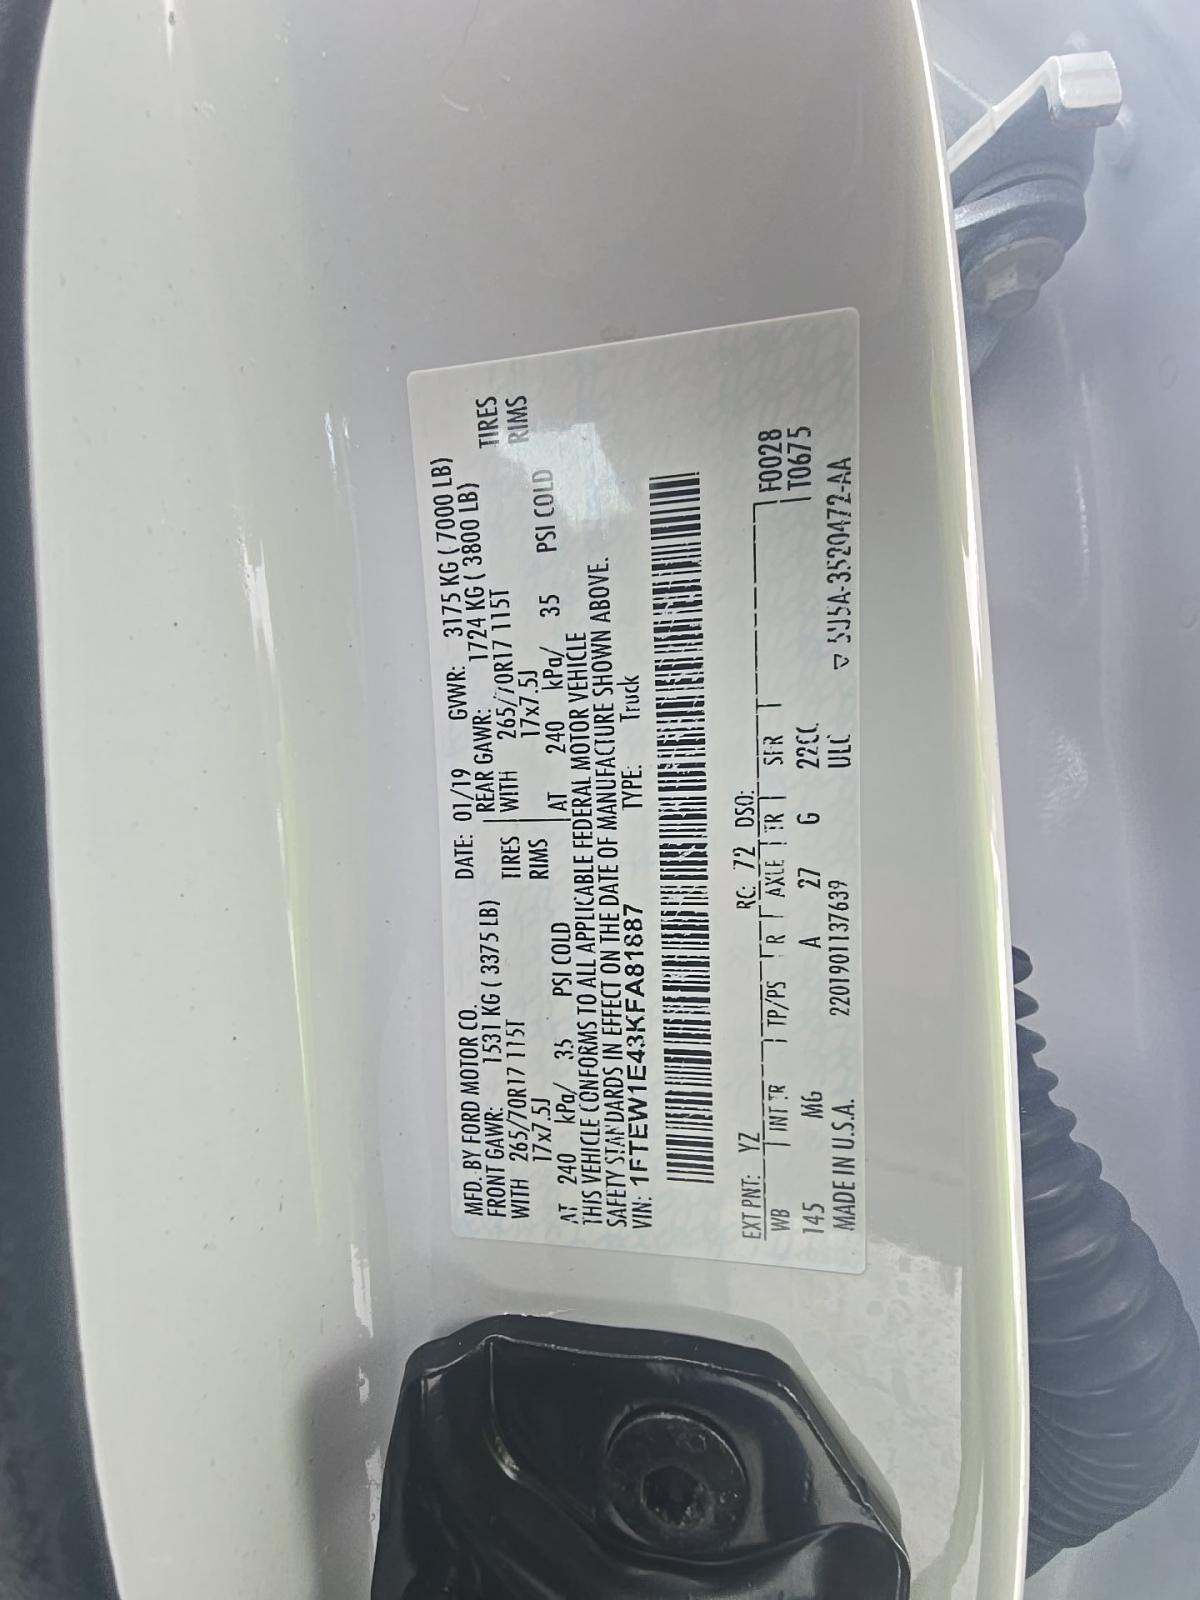 MFD. BY FORD MOTOR CO. DATE: 01/19 GVWR: 3175 KG ( 7000 LB)
FRONT GAWR: 1531 KG ( 3375 LB) REAR GAWR: 1724 KG ( 3800 LB)
WITH 265/70R17 115T TIRES WITH 265/70R17 115T TIRES
17x7.5J RIMS 17x7.5J RIMS
AT 240 kPa/ 35 PSI COLD AT 240 kPa/ 35 PSI COLD
THIS VEHICLE CONFORMS TO ALL APPLICABLE FEDERAL MOTOR VEHICLE
SAFETY STANDARDS IN EFFECT ON THE DATE OF MANUFACTURE SHOWN ABOVE.
VIN: 1FTEW1E43KFA81887 TYPE: Truck
EXT PNT: YZ RC: 72 DSO: F0028
WB INT TR TP/PS R AXLE TR SPR T0675
145 MG A 27 G 22CC
MADE IN U.S.A. 2201901137639 ULC ▽ 5U5A-3520472-AA